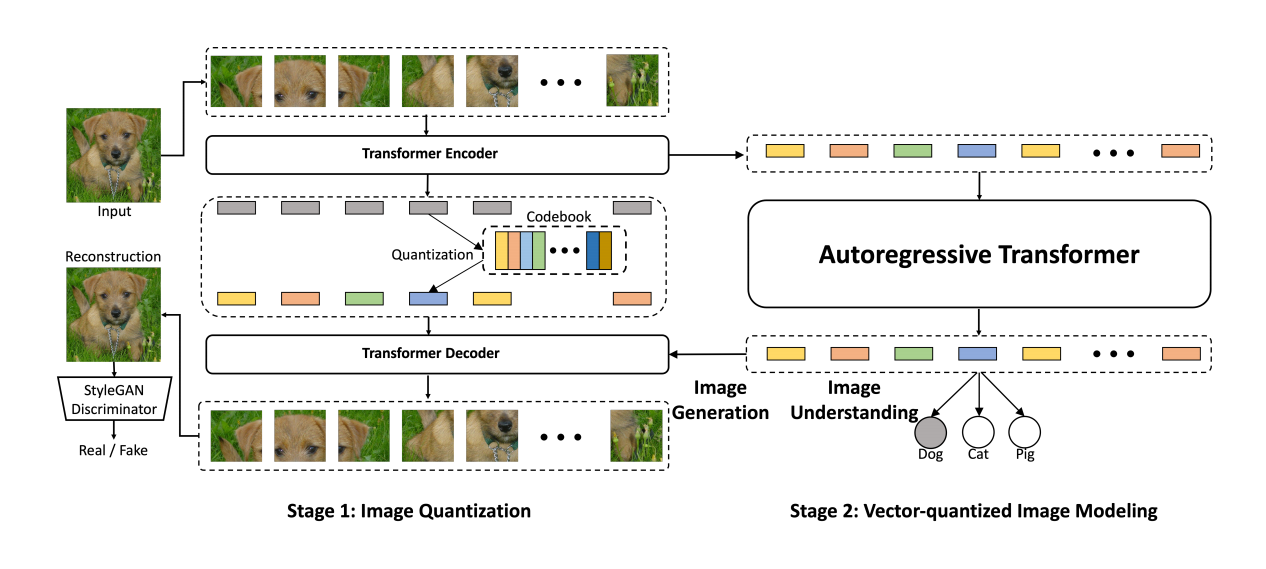 Input
Transformer Encoder
Codebook
Quantization
Reconstruction
Transformer Decoder
StyleGAN
Discriminator
Real / Fake
Stage 1: Image Quantization
Autoregressive Transformer
Image
Generation
Image
Understanding
Dog
Cat
Pig
Stage 2: Vector-quantized Image Modeling